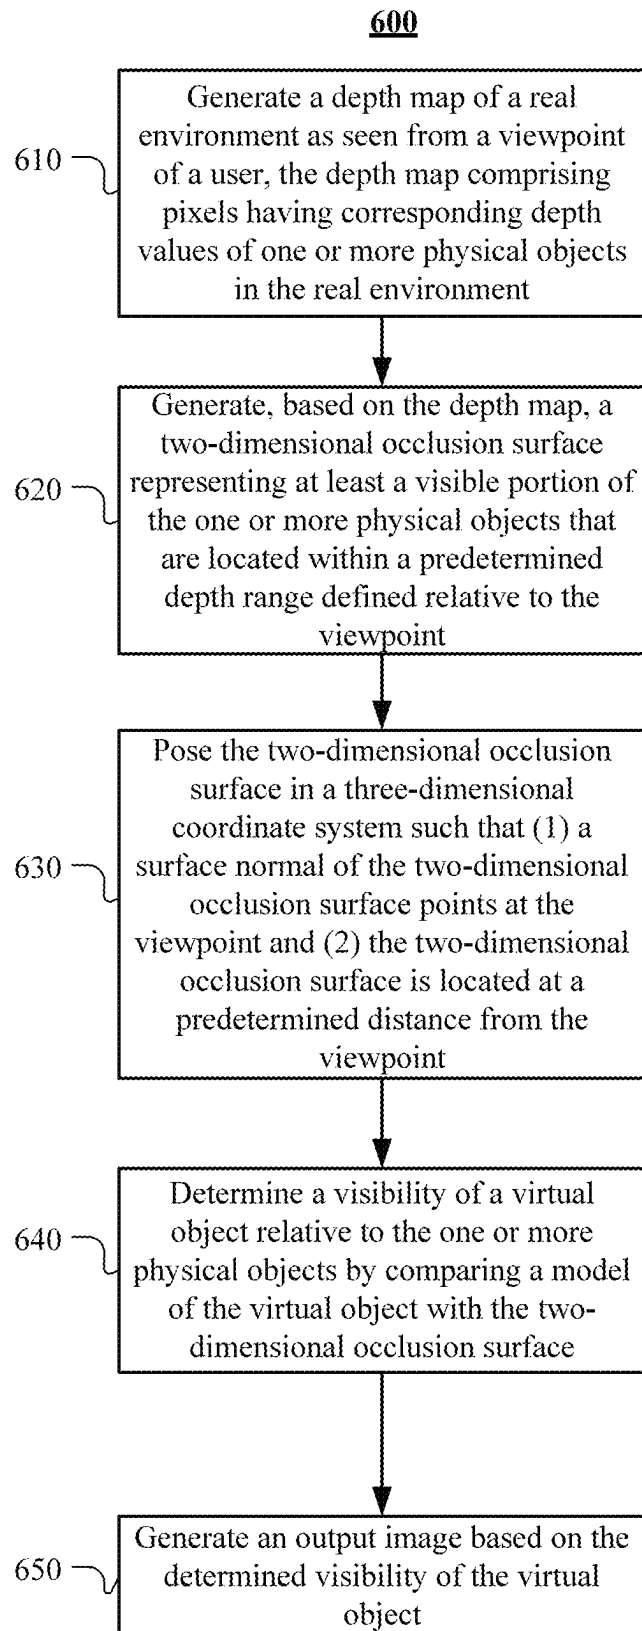 600
610
Generate a depth map of a real
environment as seen from a viewpoint
of a user, the depth map comprising
pixels having corresponding depth
values of one or more physical objects
in the real environment
620
Generate, based on the depth map, a
two-dimensional occlusion surface
representing at least a visible portion of
the one or more physical objects that
are located within a predetermined
depth range defined relative to the
viewpoint
630
Pose the two-dimensional occlusion
surface in a three-dimensional
coordinate system such that (1) a
surface normal of the two-dimensional
occlusion surface points at the
viewpoint and (2) the two-dimensional
occlusion surface is located at a
predetermined distance from the
viewpoint
640
Determine a visibility of a virtual
object relative to the one or more
physical objects by comparing a model
of the virtual object with the two-
dimensional occlusion surface
650
Generate an output image based on the
determined visibility of the virtual
object